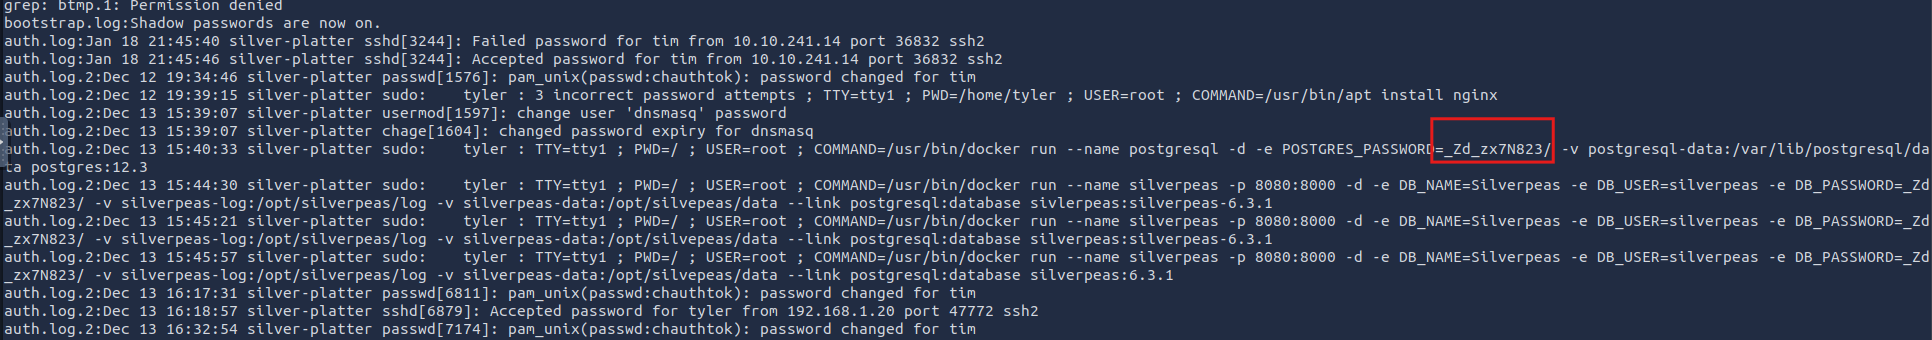 grep: btmp.1: Permission denied
bootstrap.log:Shadow passwords are now on.
auth.log:Jan 18 21:45:40 silver-platter sshd[3244]: Failed password for tim from 10.10.241.14 port 36832 ssh2
auth.log:Jan 18 21:45:46 silver-platter sshd[3244]: Accepted password for tim from 10.10.241.14 port 36832 ssh2
auth.log.2:Dec 12 19:34:46 silver-platter passwd[1576]: pam_unix(passwd:chauthtok): password changed for tim
auth.log.2:Dec 12 19:39:15 silver-platter sudo:    tyler : 3 incorrect password attempts ; TTY=tty1 ; PWD=/home/tyler ; USER=root ; COMMAND=/usr/bin/apt install nginx
auth.log.2:Dec 13 15:39:07 silver-platter usermod[1597]: change user 'dnsmasq' password
auth.log.2:Dec 13 15:39:07 silver-platter chage[1604]: changed password expiry for dnsmasq
auth.log.2:Dec 13 15:40:33 silver-platter sudo:    tyler : TTY=tty1 ; PWD=/ ; USER=root ; COMMAND=/usr/bin/docker run --name postgresql -d -e POSTGRES_PASSWORD=_Zd_zx7N823/ -v postgresql-data:/var/lib/postgresql/da
ca postgres:12.3
auth.log.2:Dec 13 15:44:30 silver-platter sudo:    tyler : TTY=tty1 ; PWD=/ ; USER=root ; COMMAND=/usr/bin/docker run --name silverpeas -p 8080:8000 -d -e DB_NAME=Silverpeas -e DB_USER=silverpeas -e DB_PASSWORD=_Zd
_zx7N823/ -v silverpeas-log:/opt/silverpeas/log -v silverpeas-data:/opt/silvepeas/data --link postgresql:database sivlerpeas:silverpeas-6.3.1
auth.log.2:Dec 13 15:45:21 silver-platter sudo:    tyler : TTY=tty1 ; PWD=/ ; USER=root ; COMMAND=/usr/bin/docker run --name silverpeas -p 8080:8000 -d -e DB_NAME=Silverpeas -e DB_USER=silverpeas -e DB_PASSWORD=_Zd
_zx7N823/ -v silverpeas-log:/opt/silverpeas/log -v silverpeas-data:/opt/silvepeas/data --link postgresql:database silverpeas:silverpeas-6.3.1
auth.log.2:Dec 13 15:45:57 silver-platter sudo:    tyler : TTY=tty1 ; PWD=/ ; USER=root ; COMMAND=/usr/bin/docker run --name silverpeas -p 8080:8000 -d -e DB_NAME=Silverpeas -e DB_USER=silverpeas -e DB_PASSWORD=_Zd
_zx7N823/ -v silverpeas-log:/opt/silverpeas/log -v silverpeas-data:/opt/silvepeas/data --link postgresql:database silverpeas:6.3.1
auth.log.2:Dec 13 16:17:31 silver-platter passwd[6811]: pam_unix(passwd:chauthtok): password changed for tim
auth.log.2:Dec 13 16:18:57 silver-platter sshd[6879]: Accepted password for tyler from 192.168.1.20 port 47772 ssh2
auth.log.2:Dec 13 16:32:54 silver-platter passwd[7174]: pam_unix(passwd:chauthtok): password changed for tim